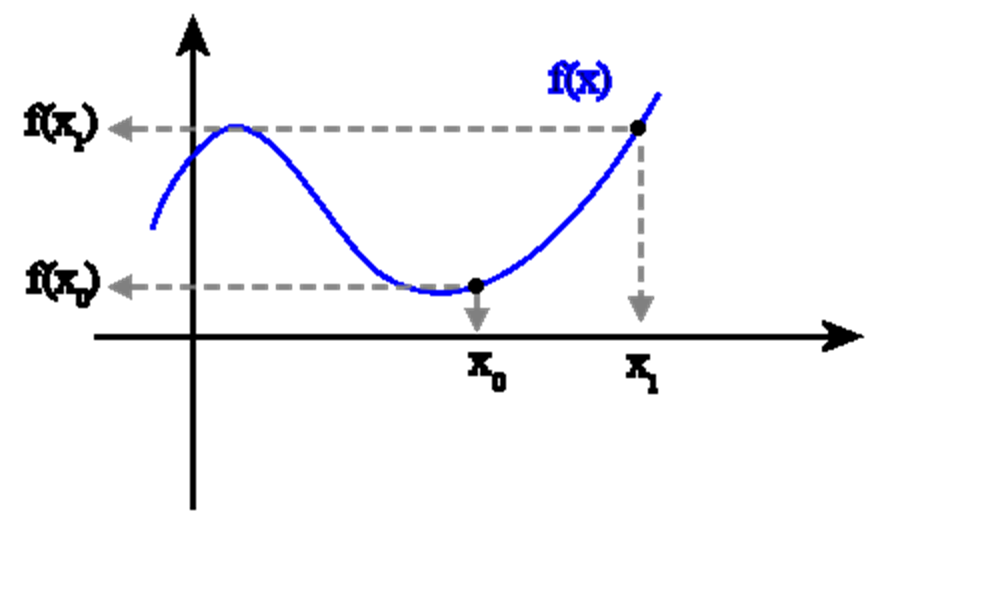 f(x)
f(x₁)
f(x₀)
x₀
x₁